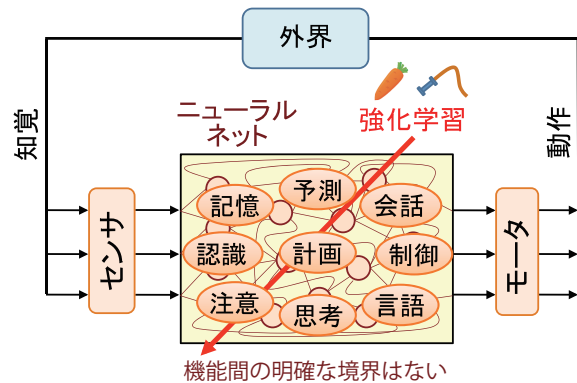 外界
ニューラル
ネット
強化学習
知覚
動作
センサ
記憶
予測
会話
認識
計画
制御
注意
思考
言語
モータ
機能間の明確な境界はない